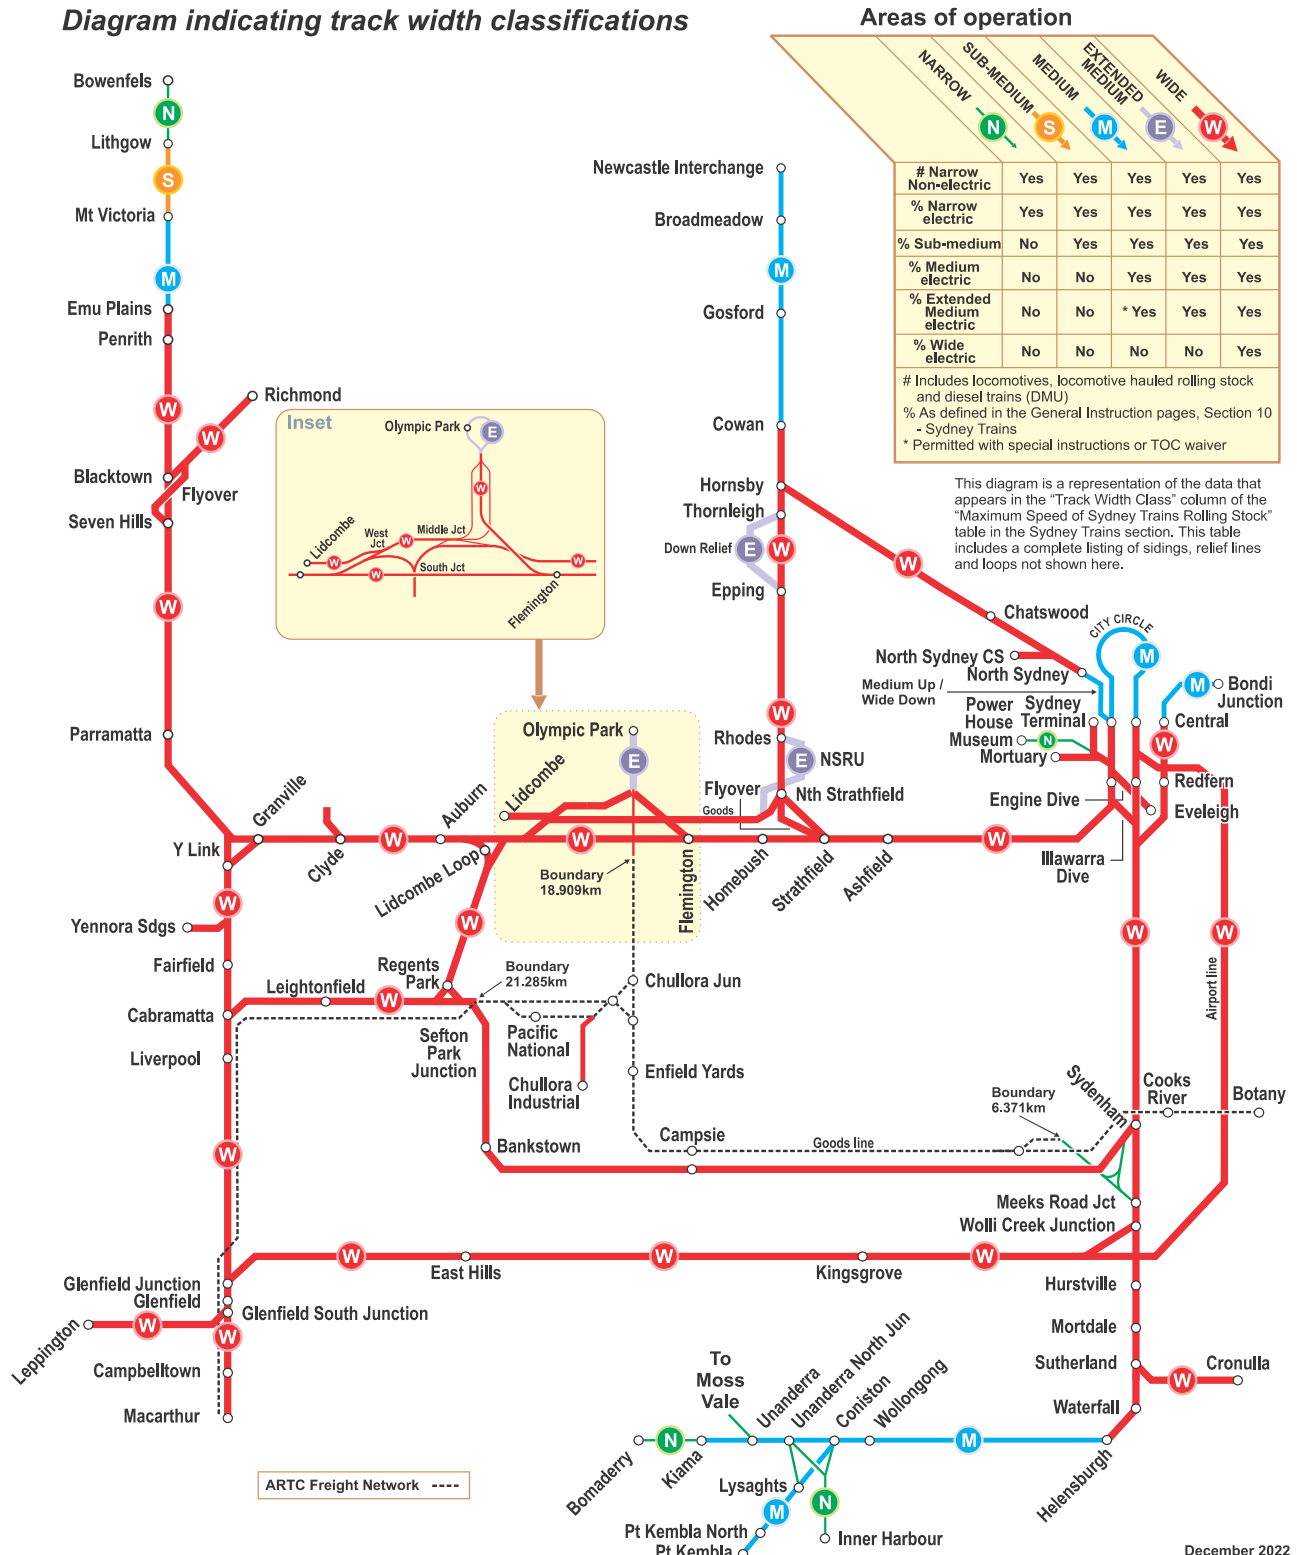 Diagram indicating track width classifications
Areas of operation
NARROW
SUB-MEDIUM
MEDIUM
EXTENDED
MEDIUM
WIDE
N
S
M
E
W
# Narrow
Non-electric
Yes
Yes
Yes
Yes
Yes
% Narrow
electric
Yes
Yes
Yes
Yes
Yes
% Sub-medium
No
Yes
Yes
Yes
Yes
% Medium
electric
No
No
Yes
Yes
Yes
% Extended
Medium
electric
No
No
* Yes
Yes
Yes
% Wide
electric
No
No
No
No
Yes
# Includes locomotives, locomotive hauled rolling stock
and diesel trains (DMU)
% As defined in the General Instruction pages, Section 10
- Sydney Trains
* Permitted with special instructions or TOC waiver
This diagram is a representation of the data that
appears in the “Track Width Class” column of the
“Maximum Speed of Sydney Trains Rolling Stock”
table in the Sydney Trains section. This table
includes a complete listing of sidings, relief lines
and loops not shown here.
Bowenfels
N
Lithgow
S
Mt Victoria
M
Emu Plains
Penrith
W
Richmond
W
Blacktown
Flyover
Seven Hills
W
Parramatta
Inset
Olympic Park
E
W
Lidcombe
West
Jct
Middle Jct
W
W
W
W
South Jct
Flemington
Newcastle Interchange
Broadmeadow
M
Gosford
Cowan
Hornsby
Thornleigh
Down Relief
E
W
Epping
W
Chatswood
North Sydney CS
North Sydney
CITY CIRCLE
M
Medium Up /
Wide Down
M
Bondi
Junction
Power
House
Museum
Sydney
Terminal
Central
N
W
Mortuary
Redfern
Engine Dive
Eveleigh
Illawarra
Dive
W
Rhodes
E
NSRU
Flyover
Nth Strathfield
Goods
Olympic Park
E
Lidcombe
Auburn
Granville
Y Link
Clyde
W
Lidcombe Loop
W
Boundary
18.909km
Flemington
Homebush
Strathfield
Ashfield
W
W
Yennora Sdgs
W
Fairfield
Regents
Park
Boundary
21.285km
Chullora Jun
W
W
Airport line
Leightonfield
W
Cabramatta
Liverpool
Sefton
Park
Junction
Pacific
National
Chullora
Industrial
Enfield Yards
Boundary
6.371km
Sydenham
Cooks
River
Botany
Bankstown
Campsie
Goods line
W
Meeks Road Jct
Wolli Creek Junction
W
W
W
East Hills
Kingsgrove
Glenfield Junction
Glenfield
Glenfield South Junction
Hurstville
Leppington
W
W
Mortdale
Campbelltown
Sutherland
W
Cronulla
Macarthur
Waterfall
To
Moss
Vale
Unanderra
Unanderra North Jun
Coniston
Wollongong
N
M
Bomaderry
Kiama
Helensburgh
Lysaghts
M
N
Pt Kembla North
Inner Harbour
Pt Kembla
ARTC Freight Network
December 2022